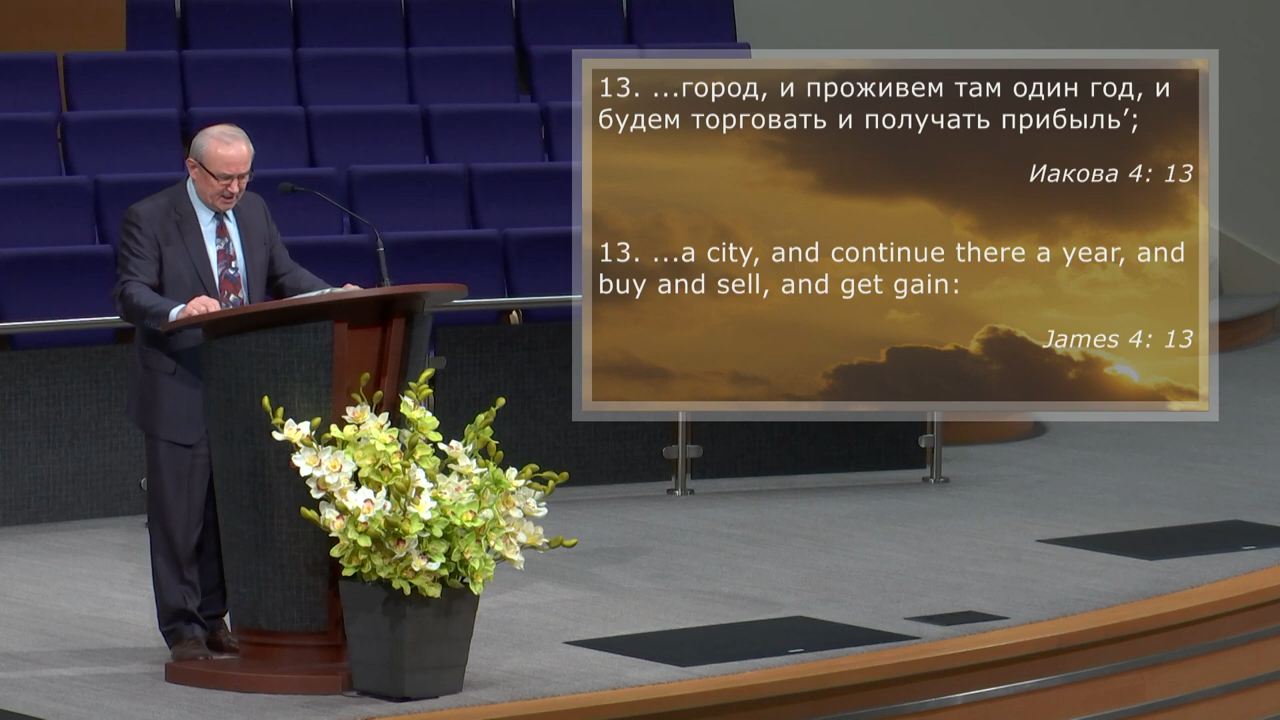 13. ...город, и проживем там один год, и
будем торговать и получать прибыль’;
Иакова 4: 13
13. ...a city, and continue there a year, and
buy and sell, and get gain:
James 4: 13